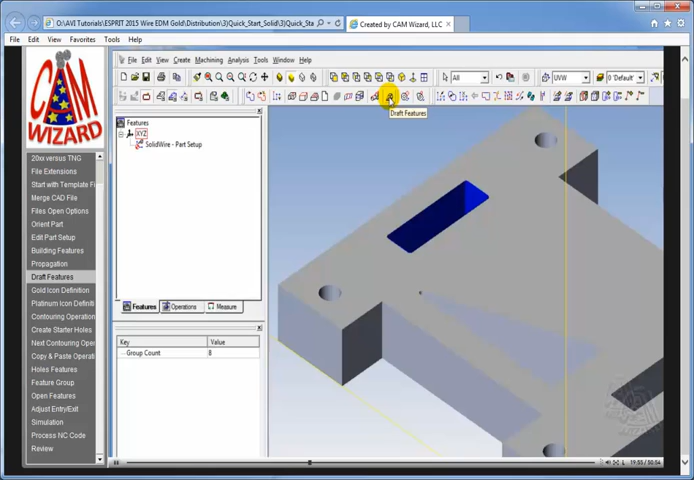 O:\AVI Tutorials\ESPRIT 2015 Wire EDM Gold\Distribution\3)Quick_Start_Solid\3)Quick_Sta
Created by CAM Wizard, LLC
File Edit View Favorites Tools Help
CAM
WIZARD
20xx versus TNG
File Extensions
Start with Template Fi
Merge CAD File
Files Open Options
Orient Part
Edit Part Setup
Building Features
Propagation
Draft Features
Gold Icon Definition
Platinum Icon Definiti
Contouring Operation
Create Starter Holes
Next Contouring Oper
Copy & Paste Operati
Holes Features
Feature Group
Open Features
Adjust Entry/Exit
Simulation
Process NC Code
Review
File Edit View Create Machining Analysis Tools Window Help
All
UVW
0 'Default'
Draft Features
Features
XYZ
SolidWire - Part Setup
Features Operations Measure
Key Value
Group Count 8
19:55 / 50:54